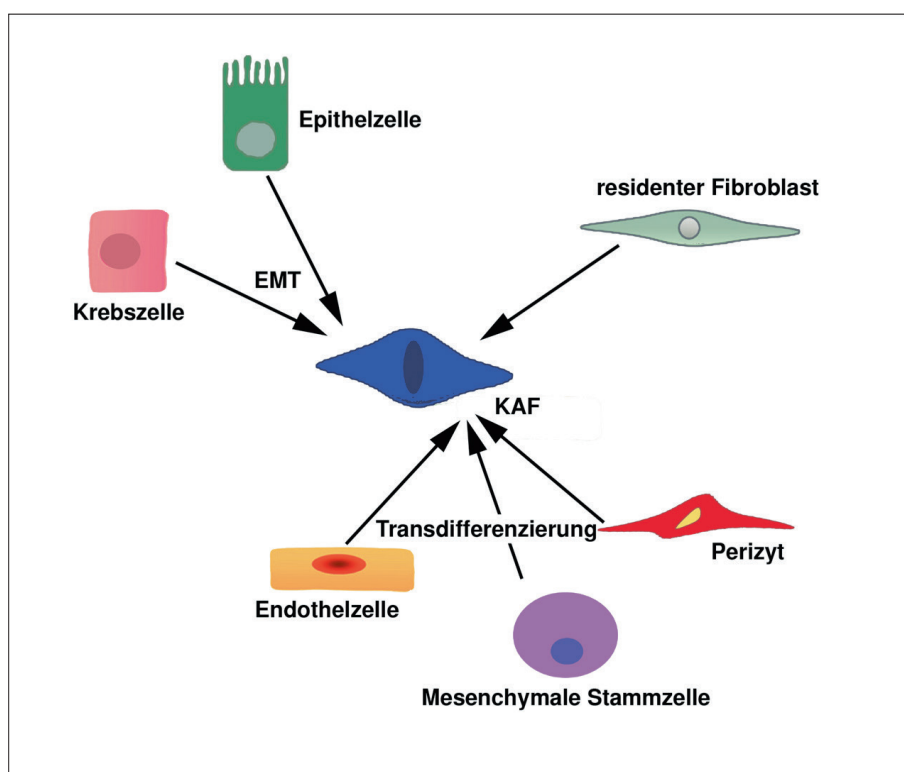 Epithelzelle
residenter Fibroblast
EMT
Krebszelle
KAF
Transdifferenzierung
Perizyt
Endothelzelle
Mesenchymale Stammzelle